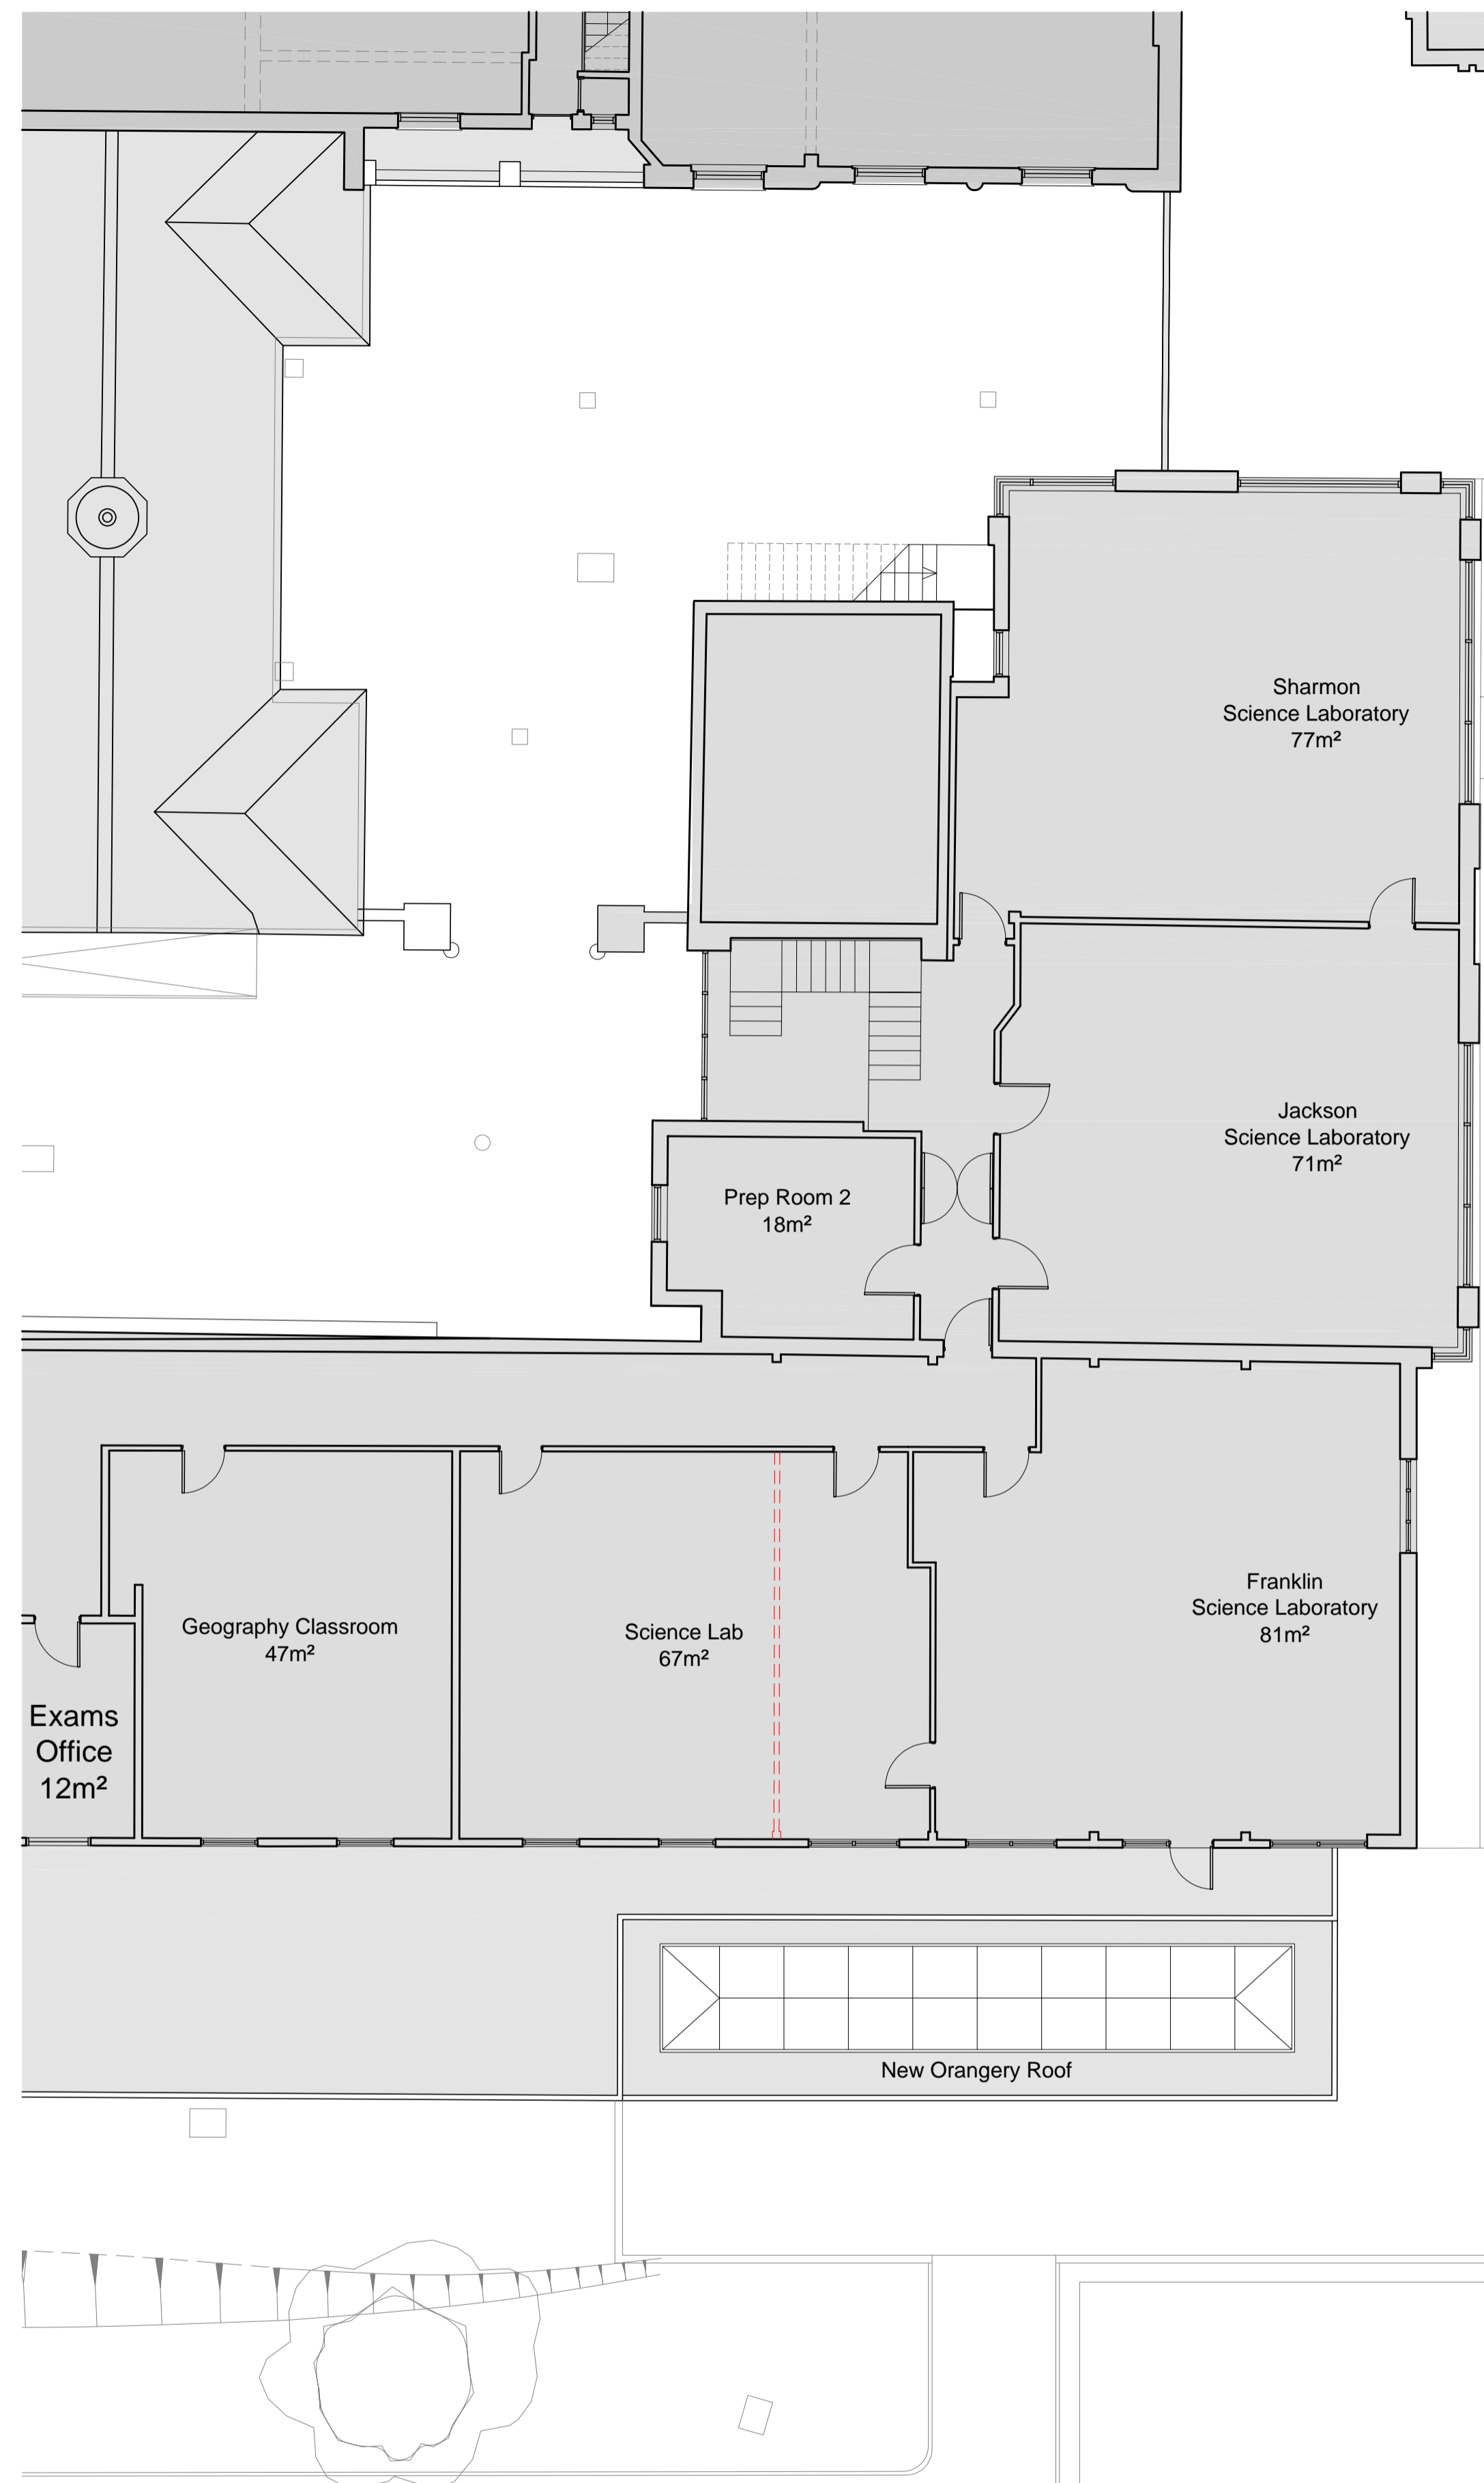 Sharmon
Science Laboratory
77m²
Jackson
Science Laboratory
71m²
Prep Room 2
18m²
Franklin
Science Laboratory
81m²
Geography Classroom
47m²
Science Lab
67m²
Exams
Office
12m²
New Orangery Roof